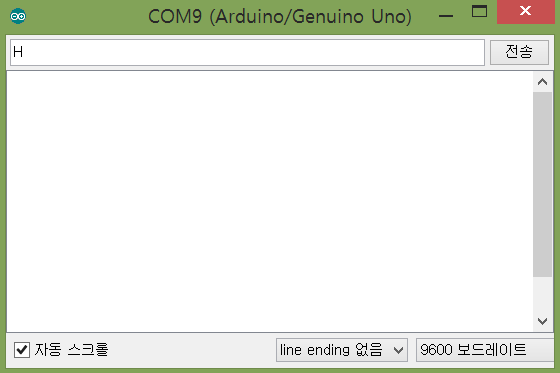 COM9 (Arduino/Genuino Uno)
H
전송
자동 스크롤
line ending 없음
9600 보드레이트